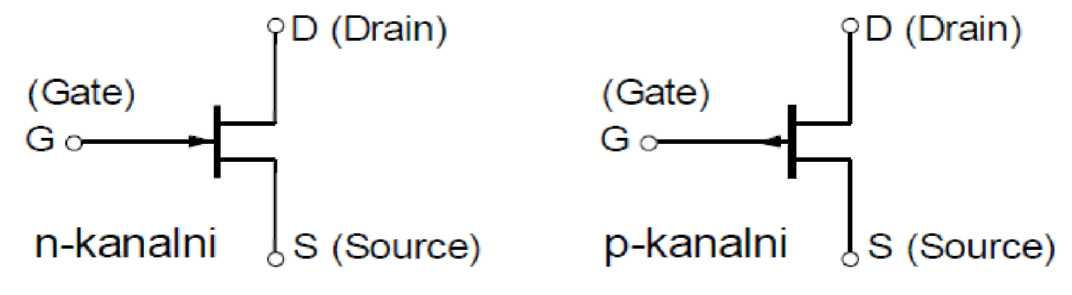 D (Drain)
(Gate)
G
n-kanalni
S (Source)
D (Drain)
(Gate)
G
p-kanalni
S (Source)